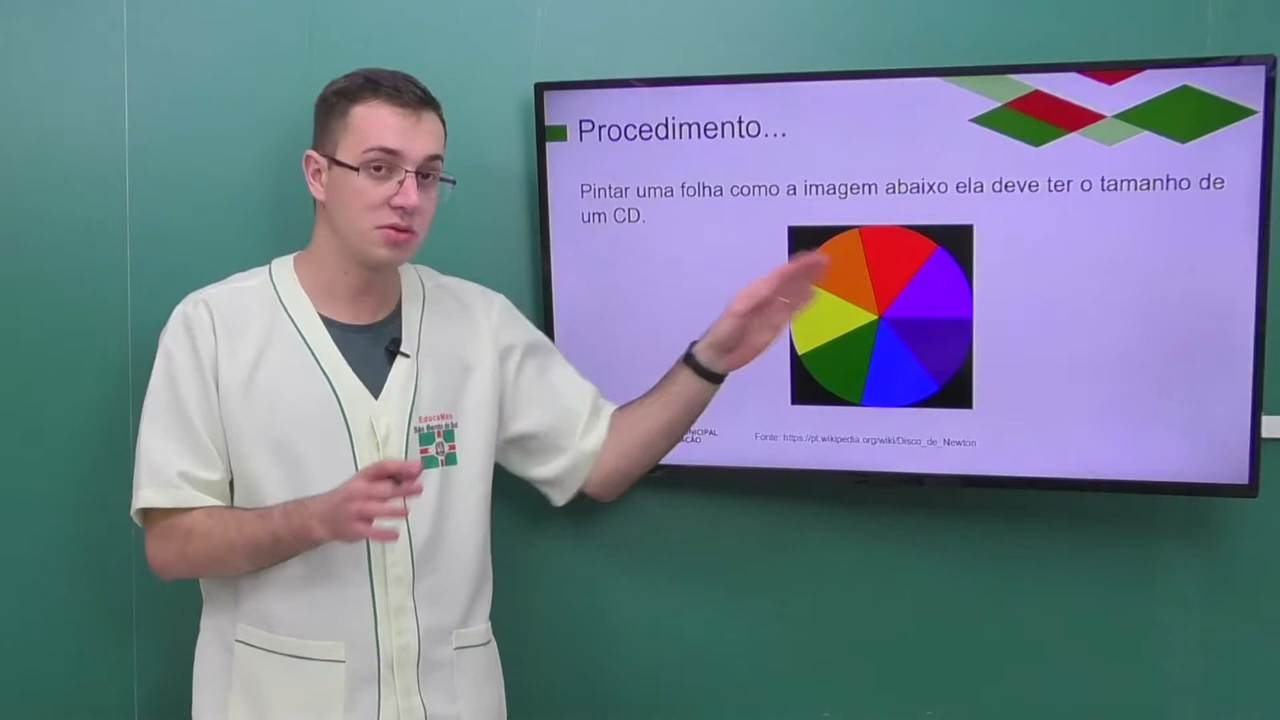 Procedimento...
Pintar uma folha como a imagem abaixo ela deve ter o tamanho de
um CD.
EducaMais
São Bento do Sul
Fonte: https://pt.wikipedia.org/wiki/Disco_de_Newton